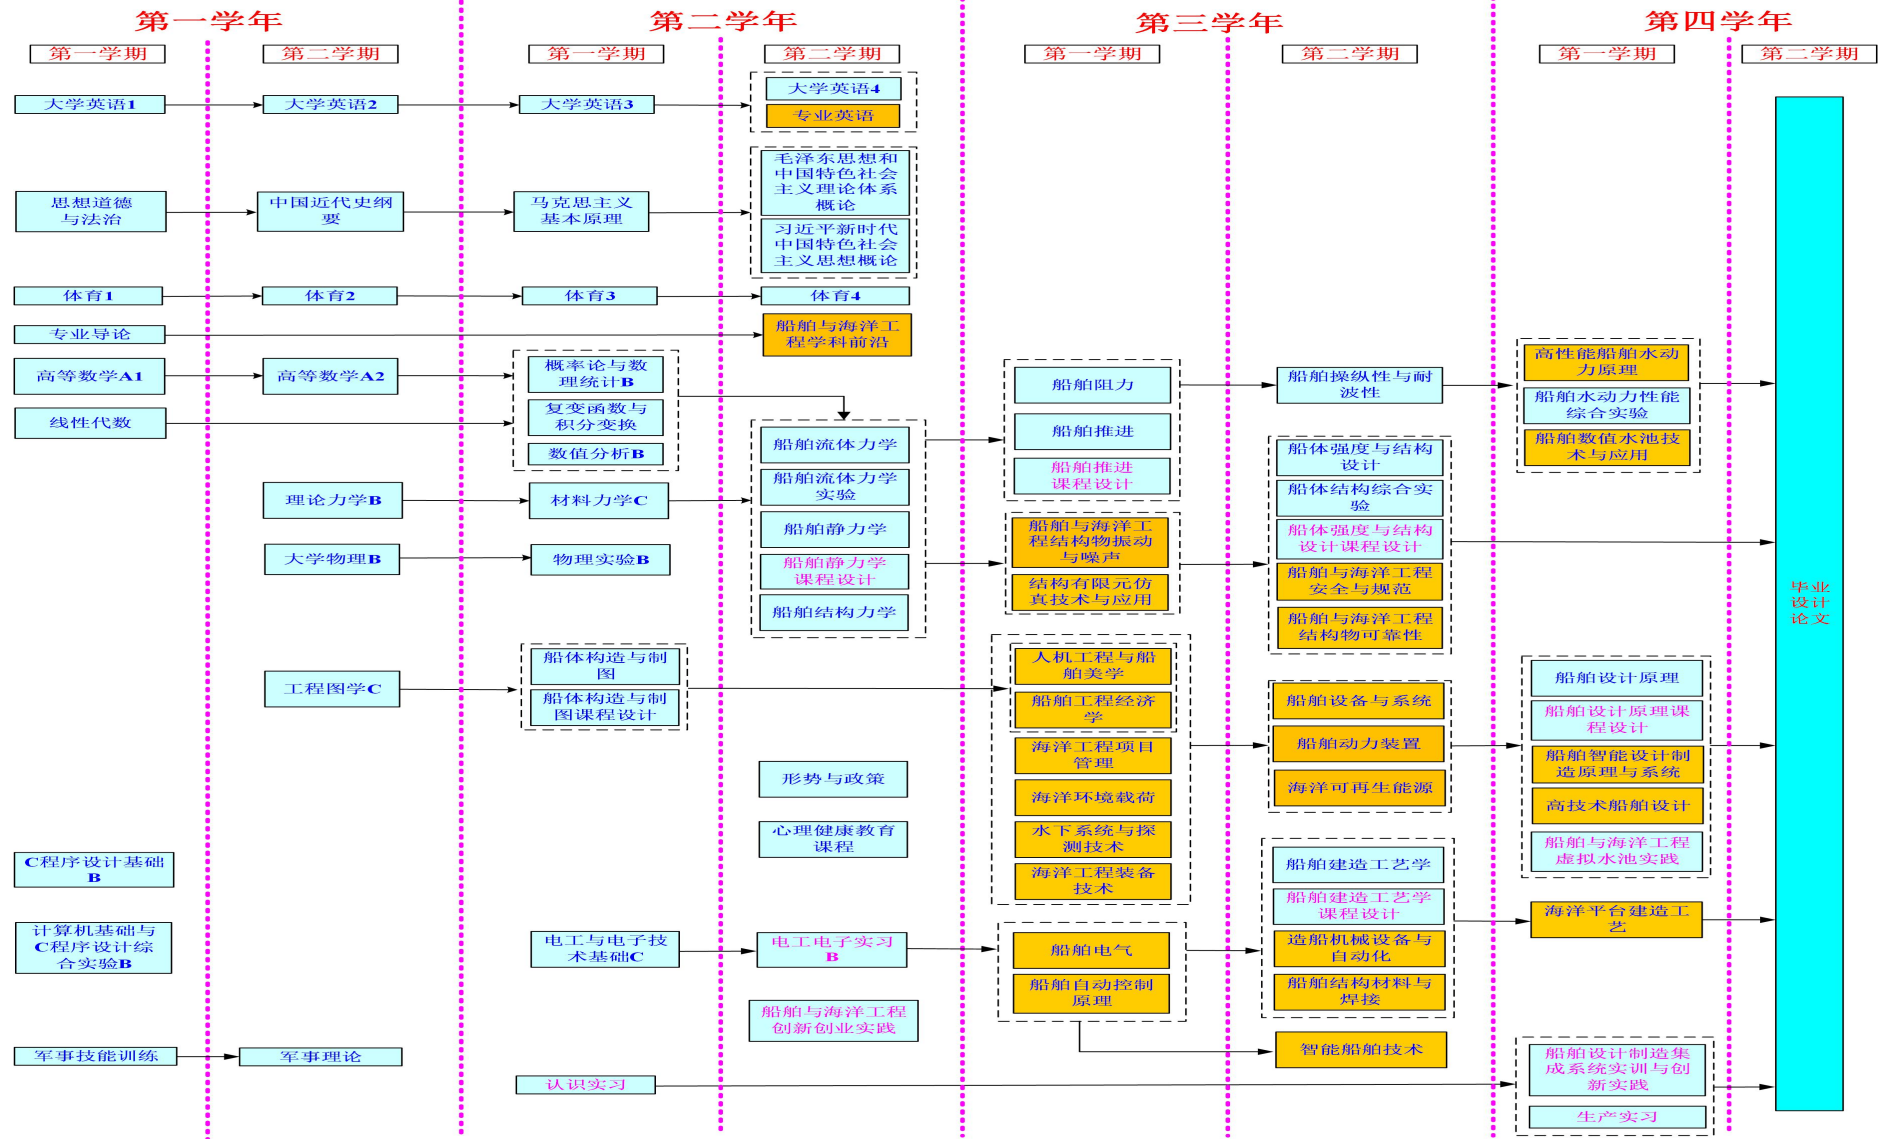 第一学年
第二学年
第三学年
第四学年
第一学期
第二学期
第一学期
第二学期
第一学期
第二学期
第一学期
第二学期
大学英语1
大学英语2
大学英语3
大学英语4
专业英语
思想道德
与法治
中国近代史纲
要
马克思主义
基本原理
毛泽东思想和
中国特色社会
主义理论体系
概论
习近平新时代
中国特色社会
主义思想概论
体育1
体育2
体育3
体育4
专业导论
船舶与海洋工
程学科前沿
高等数学A1
高等数学A2
线性代数
概率论与数
理统计B
复变函数与
积分变换
数值分析B
理论力学B
材料力学C
大学物理B
物理实验B
船舶流体力学
船舶流体力学
实验
船舶静力学
船舶静力学
课程设计
船舶结构力学
船舶阻力
船舶推进
船舶推进
课程设计
船舶与海洋工
程结构物振动
与噪声
结构有限元仿
真技术与应用
船舶操纵性与耐
波性
船体强度与结构
设计
船体结构综合实
验
船体强度与结构
设计课程设计
船舶与海洋工程
安全与规范
船舶与海洋工程
结构物可靠性
高性能船舶水动
力原理
船舶水动力性能
综合实验
船舶数值水池技
术与应用
工程图学C
船体构造与制
图
船体构造与制
图课程设计
形势与政策
心理健康教育
课程
人机工程与船
舶美学
船舶工程经济
学
海洋工程项目
管理
海洋环境载荷
水下系统与探
测技术
海洋工程装备
技术
船舶设备与系统
船舶动力装置
海洋可再生能源
船舶设计原理
船舶设计原理课
程设计
船舶智能设计制
造原理与系统
高技术船舶设计
船舶与海洋工程
虚拟水池实践
C程序设计基础
B
计算机基础与
C程序设计综
合实验B
电工与电子技
术基础C
电工电子实习
B
船舶与海洋工程
创新创业实践
船舶电气
船舶自动控制
原理
船舶建造工艺学
船舶建造工艺学
课程设计
造船机械设备与
自动化
船舶结构材料与
焊接
智能船舶技术
海洋平台建造工
艺
军事技能训练
军事理论
认识实习
船舶设计制造集
成系统实训与创
新实践
生产实习
毕业
设计
论文